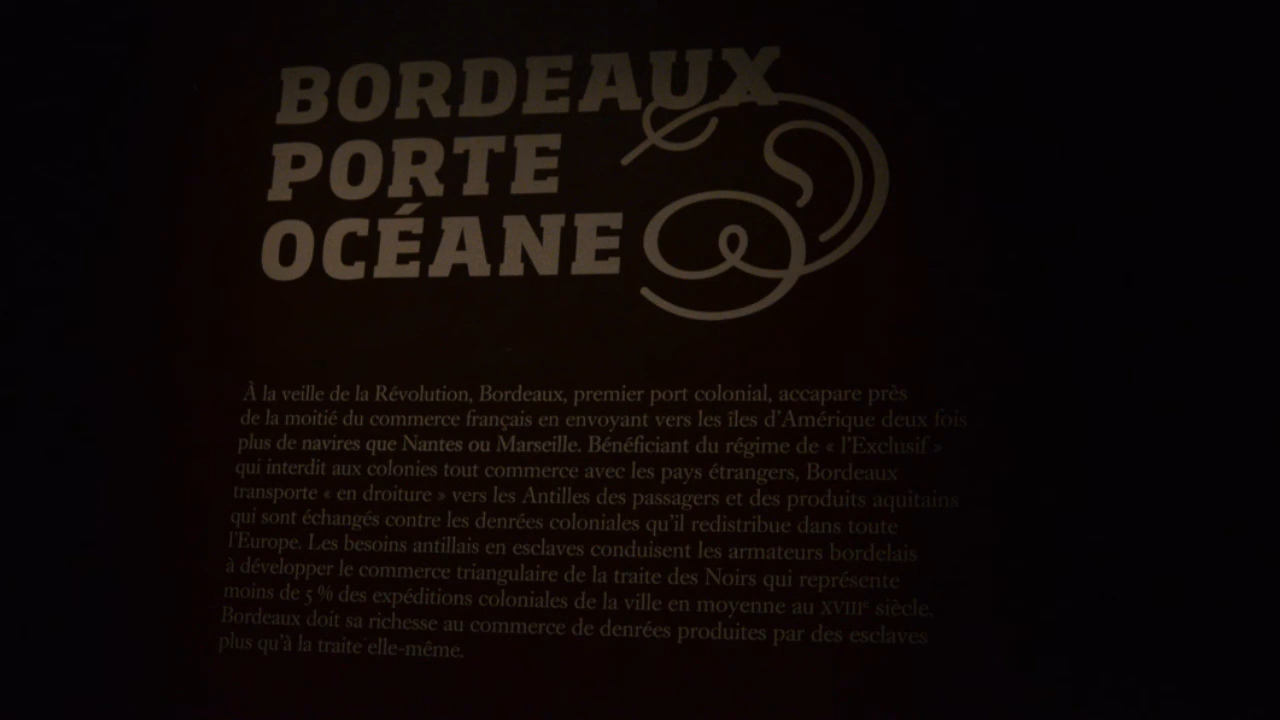 BORDEAUX
PORTE
OCÉANE
À la veille de la Révolution, Bordeaux, premier port colonial, accapare près
de la moitié du commerce français en envoyant vers les îles d'Amérique deux fois
plus de navires que Nantes ou Marseille. Bénéficiant du régime de « l'Exclusif »
qui interdit aux colonies tout commerce avec les pays étrangers, Bordeaux
transporte « en droiture » vers les Antilles des passagers et des produits aquitains
qui sont échangés contre les denrées coloniales qu'il redistribue dans toute
l'Europe. Les besoins antillais en esclaves conduisent les armateurs bordelais
à développer le commerce triangulaire de la traite des Noirs qui représente
moins de 5 % des expéditions coloniales de la ville en moyenne au XVIIIᵉ siècle.
Bordeaux doit sa richesse au commerce de denrées produites par des esclaves
plus qu'à la traite elle-même.